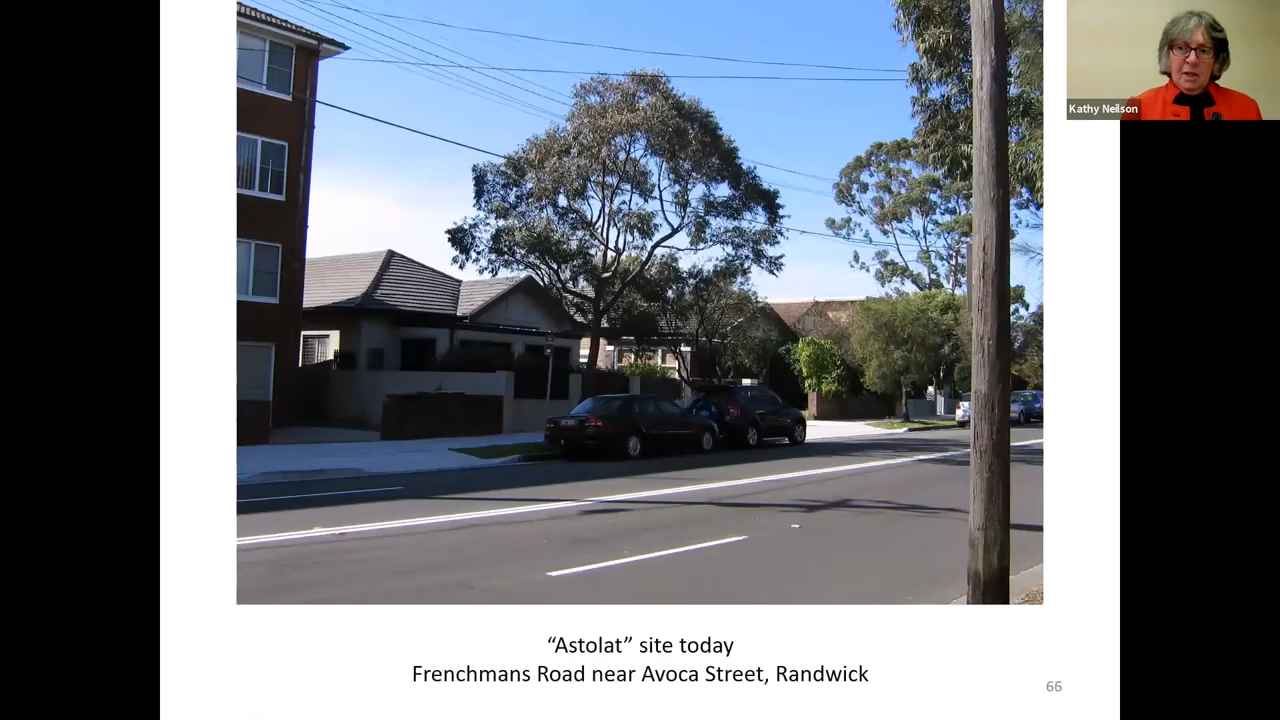 Kathy Neilson
“Astolat” site today
Frenchmans Road near Avoca Street, Randwick
66